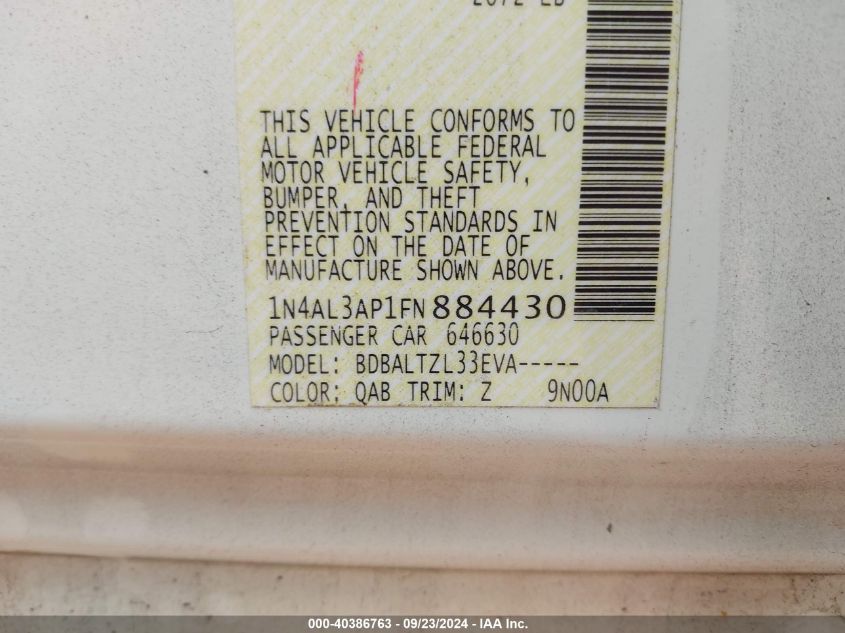 THIS VEHICLE CONFORMS TO
ALL APPLICABLE FEDERAL
MOTOR VEHICLE SAFETY,
BUMPER, AND THEFT
PREVENTION STANDARDS IN
EFFECT ON THE DATE OF
MANUFACTURE SHOWN ABOVE.
1N4AL3AP1FN884430
PASSENGER CAR 646630
MODEL: BDBALTZL33EVA-----
COLOR: QAB TRIM: Z 9N00A
000-40386763 - 09/23/2024 - IAA Inc.